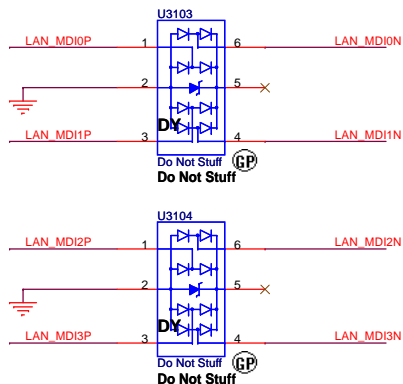 U3103
LAN_MDI0P 1 6 LAN_MDI0N
2 5
LAN_MDI1P 3 4 LAN_MDI1N
DY
Do Not Stuff GP
Do Not Stuff
U3104
LAN_MDI2P 1 6 LAN_MDI2N
2 5
LAN_MDI3P 3 4 LAN_MDI3N
DY
Do Not Stuff GP
Do Not Stuff